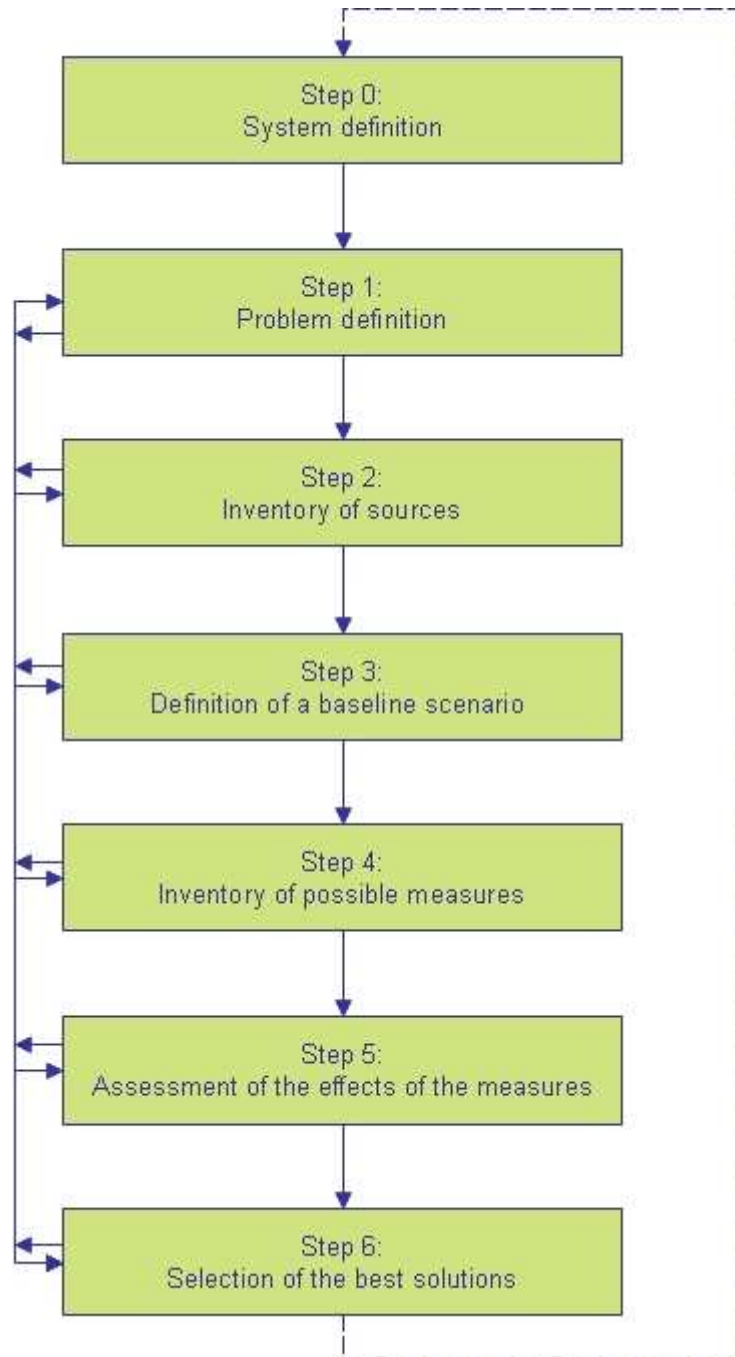 Step 0:
System definition
Step 1:
Problem definition
Step 2:
Inventory of sources
Step 3:
Definition of a baseline scenario
Step 4:
Inventory of possible measures
Step 5:
Assessment of the effects of the measures
Step 6:
Selection of the best solutions